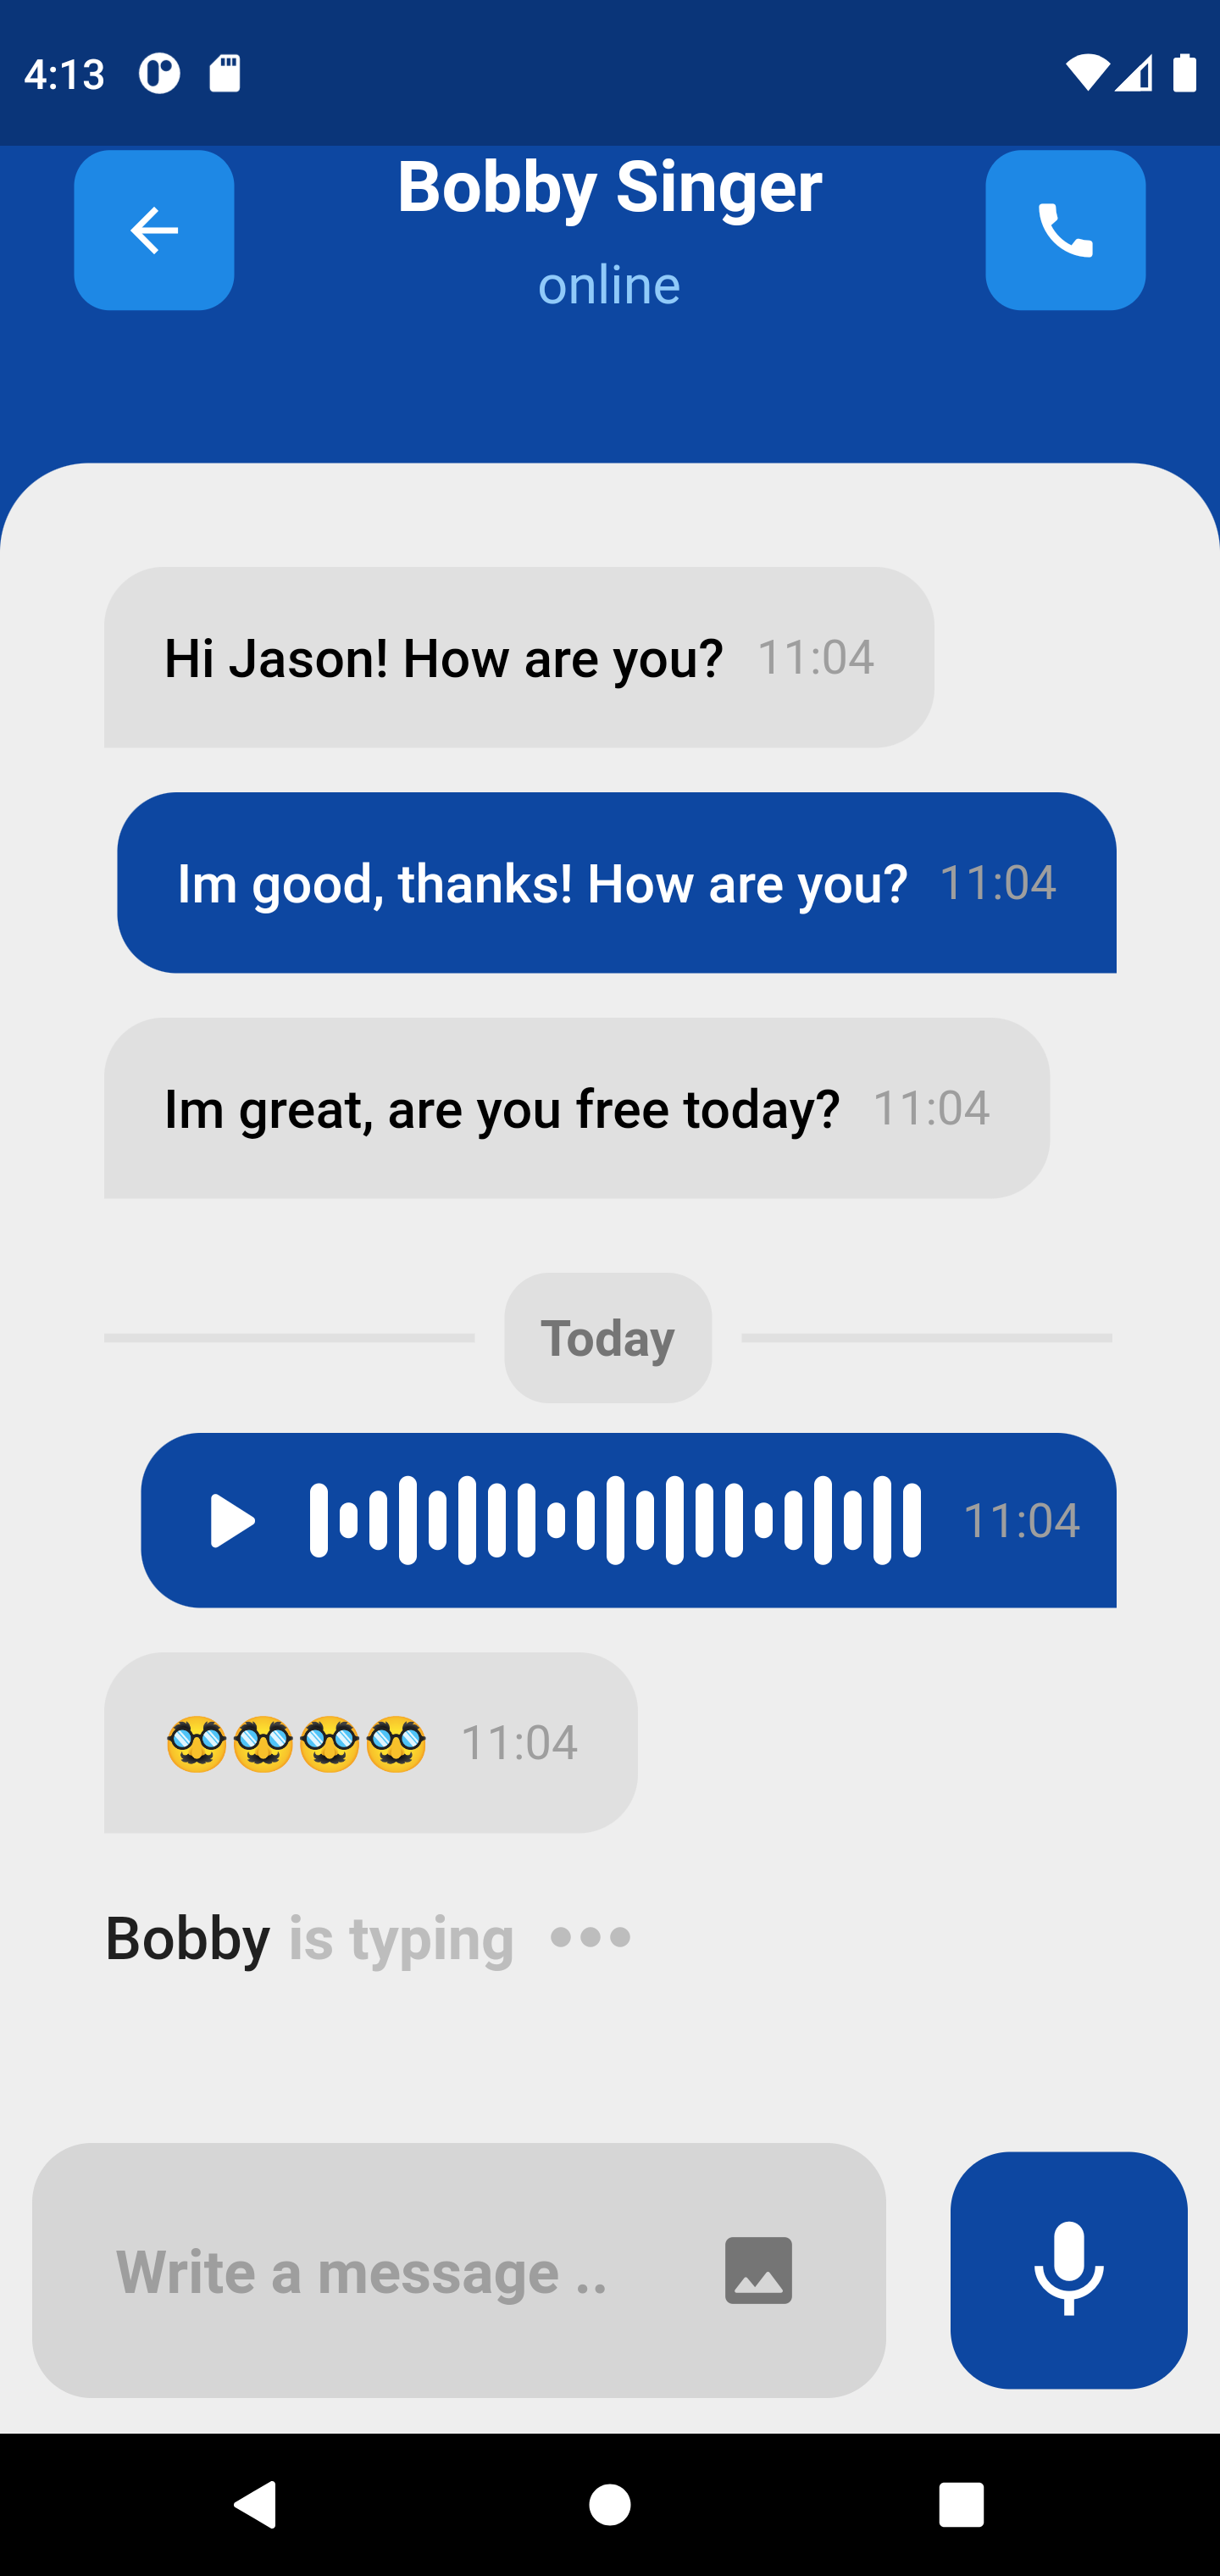 4:13
Bobby Singer
online
Hi Jason! How are you? 11:04
Im good, thanks! How are you? 11:04
Im great, are you free today? 11:04
Today
11:04
🥸🥸🥸🥸 11:04
Bobby is typing
Write a message ..